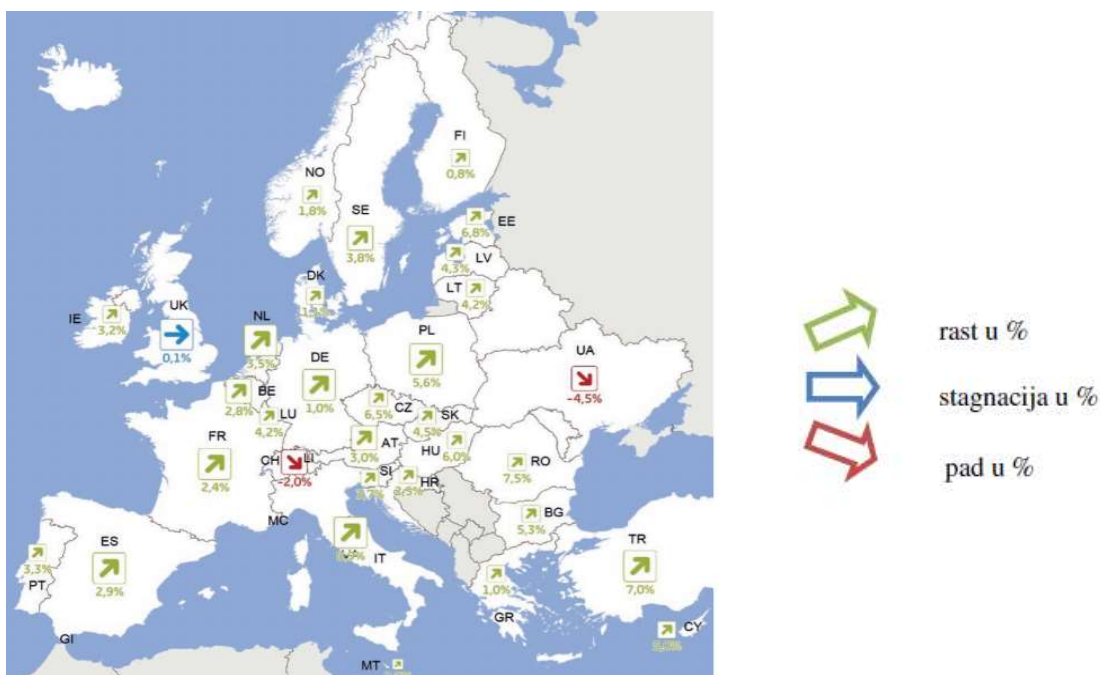 FI
0,8%
NO
1,8%
SE
3,8%
EE
6,8%
LV
4,3%
LT
4,2%
DK
IE
3,2%
UK
0,1%
NL
3,5%
DE
1,0%
PL
5,6%
UA
-4,5%
BE
2,8%
LU
4,2%
CZ
6,5%
SK
4,5%
FR
2,4%
AT
3,0%
HU
6,0%
CH
LI
-2,0%
SI
HR
RO
7,5%
BG
5,3%
MC
IT
ES
2,9%
PT
3,3%
GI
TR
7,0%
GR
1,0%
CY
MT
rast u %
stagnacija u %
pad u %